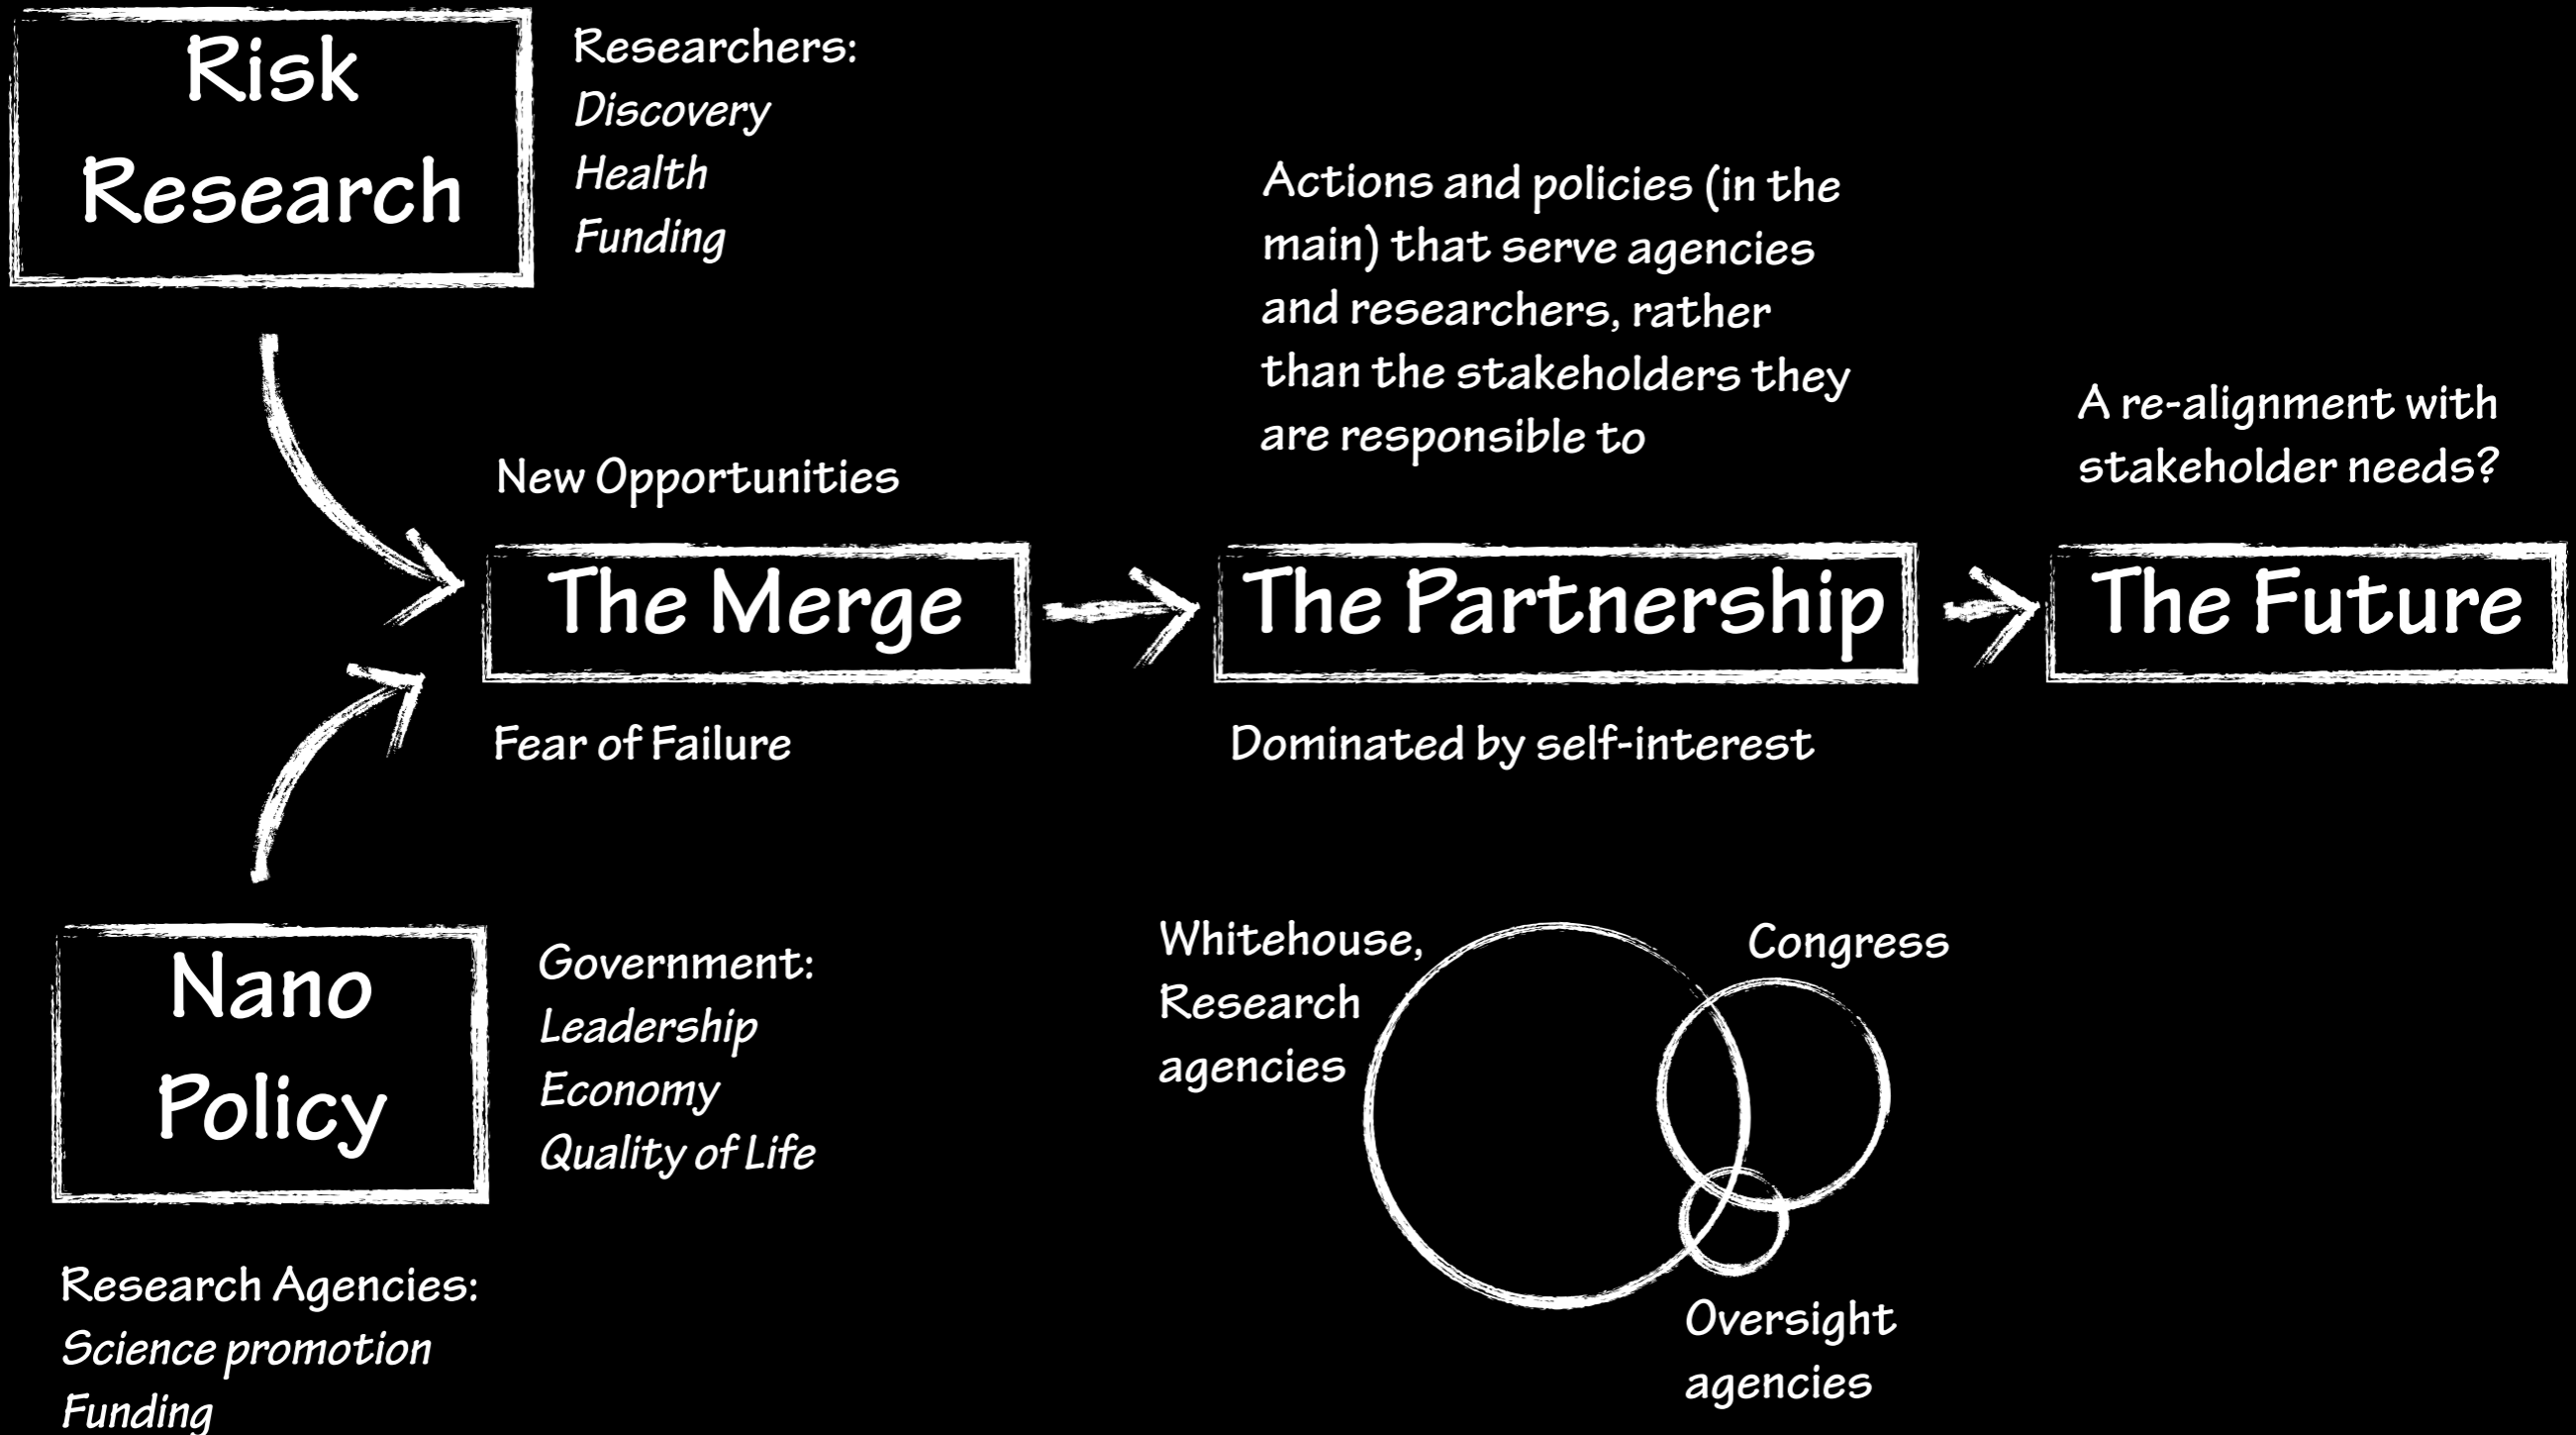 Risk
Research
Researchers:
Discovery
Health
Funding
Actions and policies (in the
main) that serve agencies
and researchers, rather
than the stakeholders they
are responsible to
A re-alignment with
stakeholder needs?
New Opportunities
The Merge
The Partnership
The Future
Fear of Failure
Dominated by self-interest
Nano
Policy
Government:
Leadership
Economy
Quality of Life
Research Agencies:
Science promotion
Funding
Whitehouse,
Research
agencies
Congress
Oversight
agencies